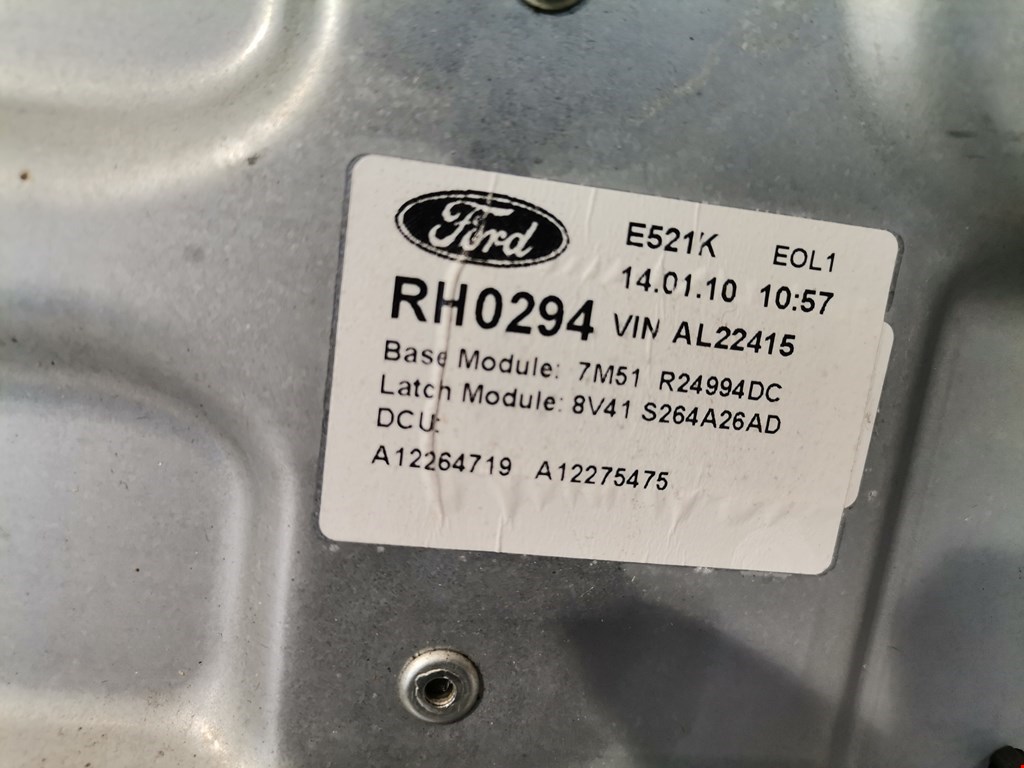 Ford E521K EOL1
14.01.10 10:57
RH0294 VIN AL22415
Base Module: 7M51 R24994DC
Latch Module: 8V41 S264A26AD
DCU:
A12264719 A12275475